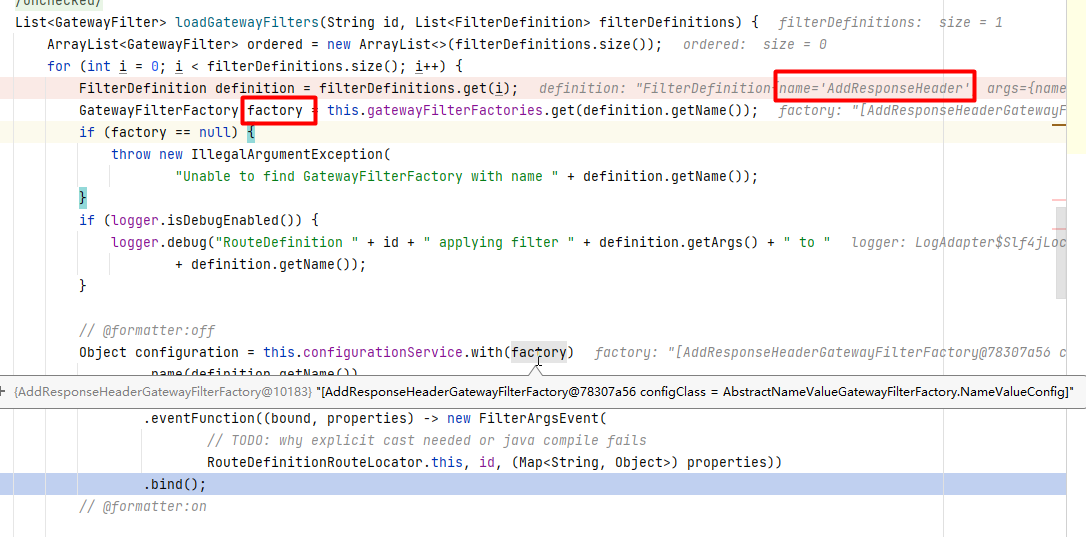 /unchecked/
List<GatewayFilter> loadGatewayFilters(String id, List<FilterDefinition> filterDefinitions) {   filterDefinitions:  size = 1
ArrayList<GatewayFilter> ordered = new ArrayList<>(filterDefinitions.size());   ordered:  size = 0
for (int i = 0; i < filterDefinitions.size(); i++) {
FilterDefinition definition = filterDefinitions.get(i);   definition: "FilterDefinition{name='AddResponseHeader'  args={name
GatewayFilterFactory factory = this.gatewayFilterFactories.get(definition.getName());   factory: "[AddResponseHeaderGatewayF
if (factory == null) {
throw new IllegalArgumentException(
"Unable to find GatewayFilterFactory with name " + definition.getName());
}
if (logger.isDebugEnabled()) {
logger.debug("RouteDefinition " + id + " applying filter " + definition.getArgs() + " to "   logger: LogAdapter$Slf4jLoc
+ definition.getName());
}
// @formatter:off
Object configuration = this.configurationService.with(factory)   factory: "[AddResponseHeaderGatewayFilterFactory@78307a56 c
.name(definition.getName())
+ {AddResponseHeaderGatewayFilterFactory@10183} "[AddResponseHeaderGatewayFilterFactory@78307a56 configClass = AbstractNameValueGatewayFilterFactory.NameValueConfig]"
.eventFunction((bound, properties) -> new FilterArgsEvent(
// TODO: why explicit cast needed or java compile fails
RouteDefinitionRouteLocator.this, id, (Map<String, Object>) properties))
.bind();
// @formatter:on